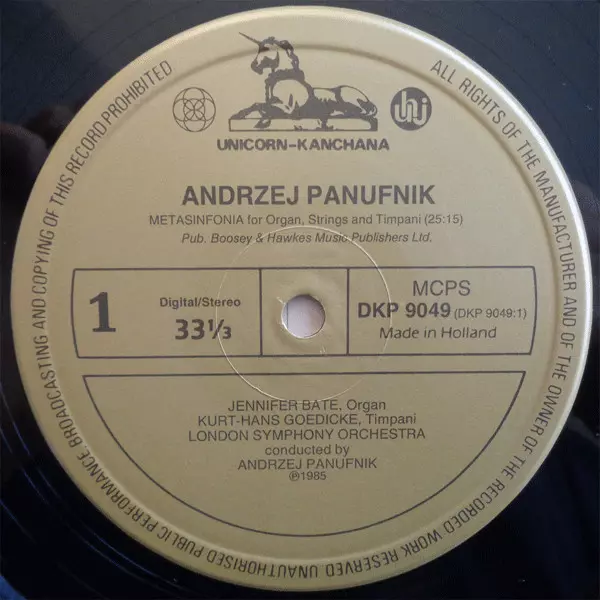 UNICORN-KANCHANA
uhj
ANDRZEJ PANUFNIK
METASINFONIA for Organ, Strings and Timpani (25:15)
Pub. Boosey & Hawkes Music Publishers Ltd.
1
Digital/Stereo
33⅓
MCPS
DKP 9049 (DKP 9049:1)
Made in Holland
JENNIFER BATE, Organ
KURT-HANS GOEDICKE, Timpani
LONDON SYMPHONY ORCHESTRA
conducted by
ANDRZEJ PANUFNIK
℗1985
ALL RIGHTS OF THE MANUFACTURER AND OF THE OWNER OF THE RECORDED WORK RESERVED UNAUTHORISED PUBLIC PERFORMANCE BROADCASTING AND COPYING OF THIS RECORD PROHIBITED